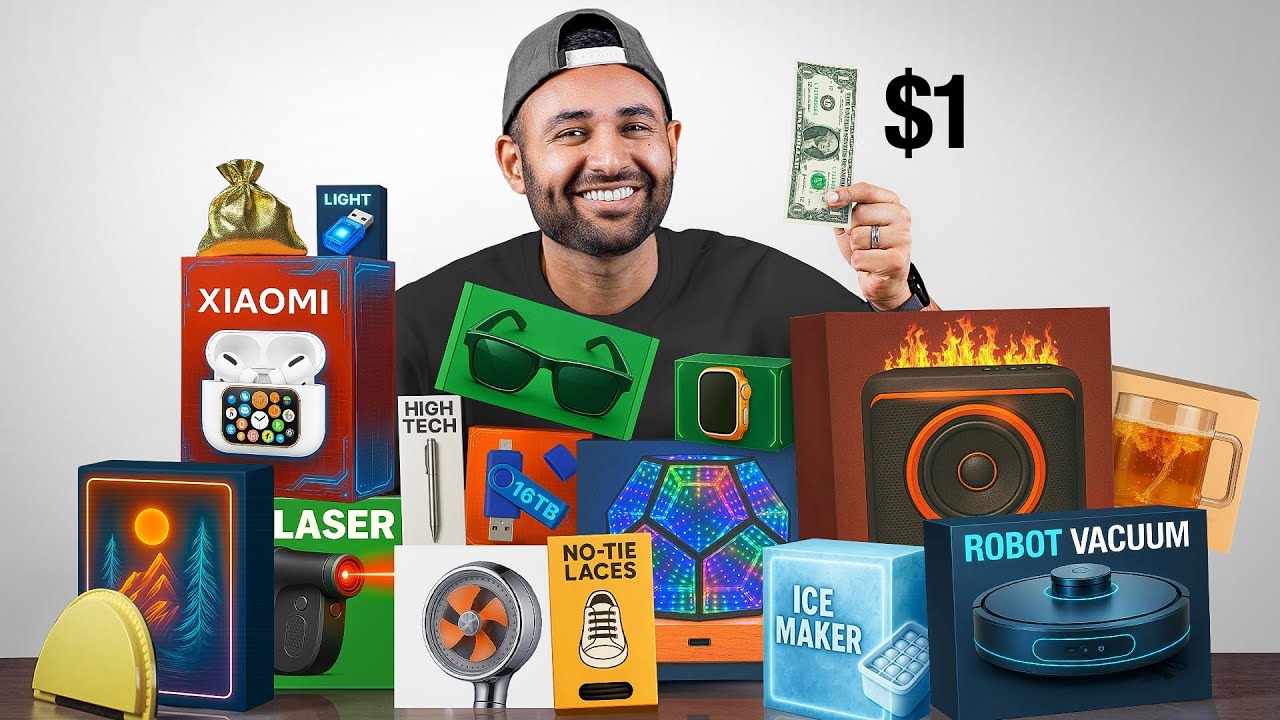 $1
LIGHT
XIAOMI
HIGH
TECH
16TB
LASER
NO-TIE
LACES
ICE
MAKER
ROBOT VACUUM